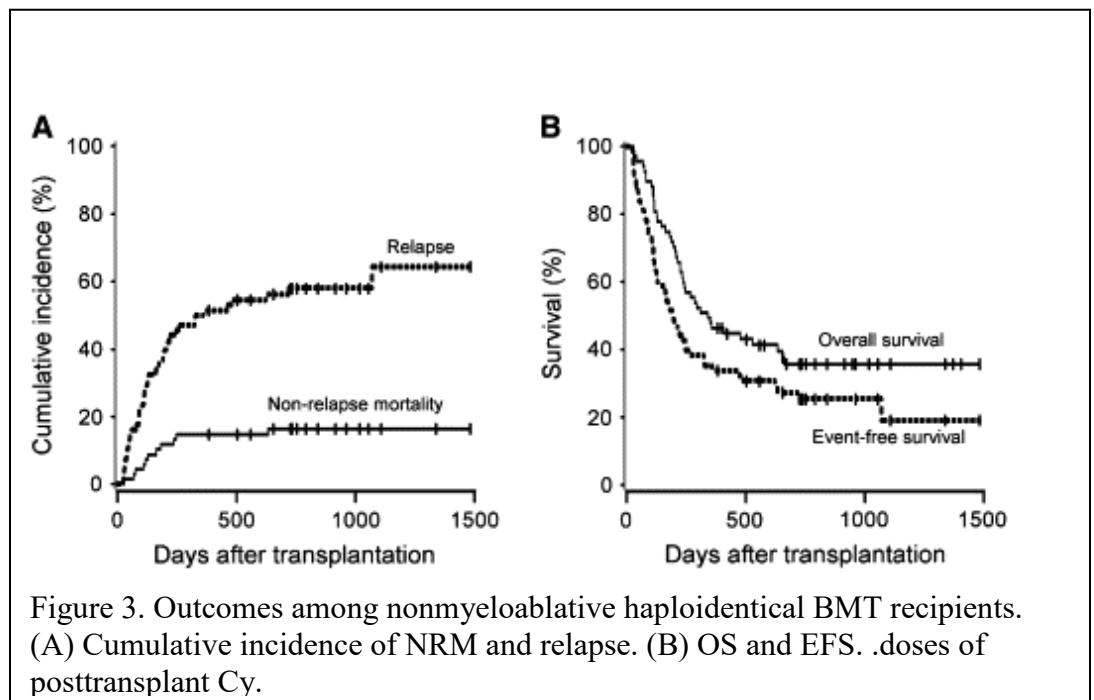 A
B
100
80
60
40
20
0
Cumulative incidence (%)
Relapse
Non-relapse mortality
0 500 1000 1500
Days after transplantation
100
80
60
40
20
0
Survival (%)
Overall survival
Event-free survival
0 500 1000 1500
Days after transplantation
Figure 3. Outcomes among nonmyeloablative haploidentical BMT recipients.
(A) Cumulative incidence of NRM and relapse. (B) OS and EFS. .doses of
posttransplant Cy.